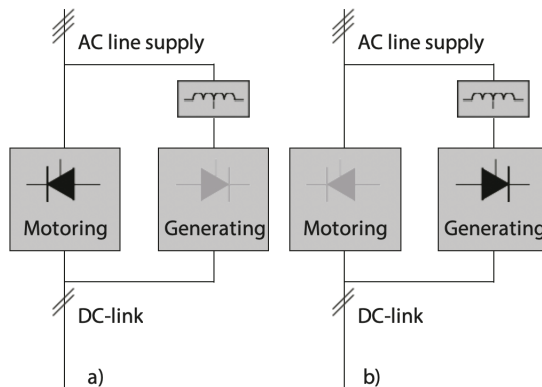 AC line supply
AC line supply
Motoring
Generating
Motoring
Generating
DC-link
DC-link
a)
b)